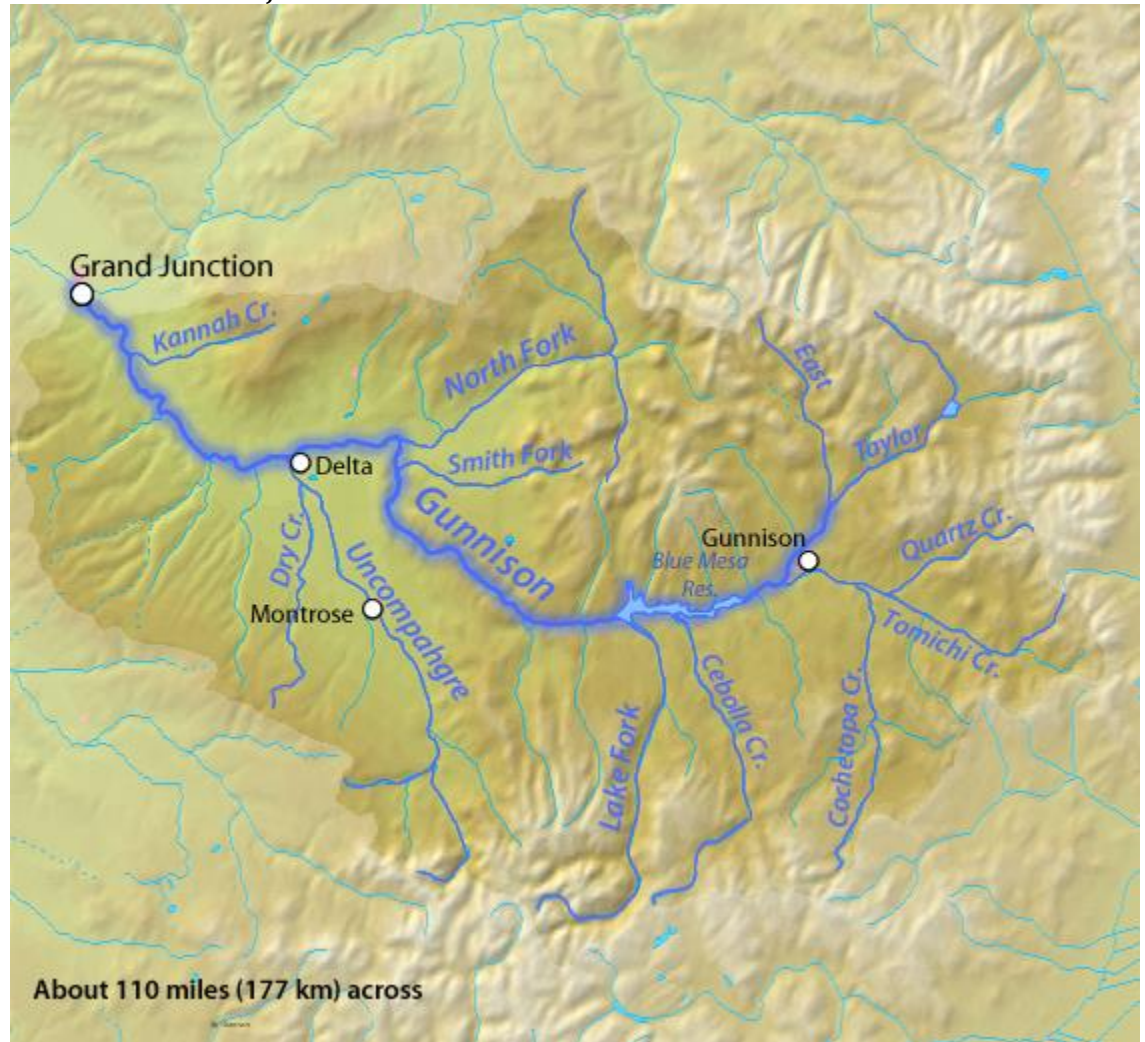 Grand Junction
Kannah Cr.
North Fork
East
Taylor
Smith Fork
Delta
Gunnison
Gunnison
Quartz Cr.
Blue Mesa
Res.
Dry Cr.
Uncompahgre
Montrose
Tomichi Cr.
Cebolla Cr.
Cochetopa Cr.
Lake Fork
About 110 miles (177 km) across